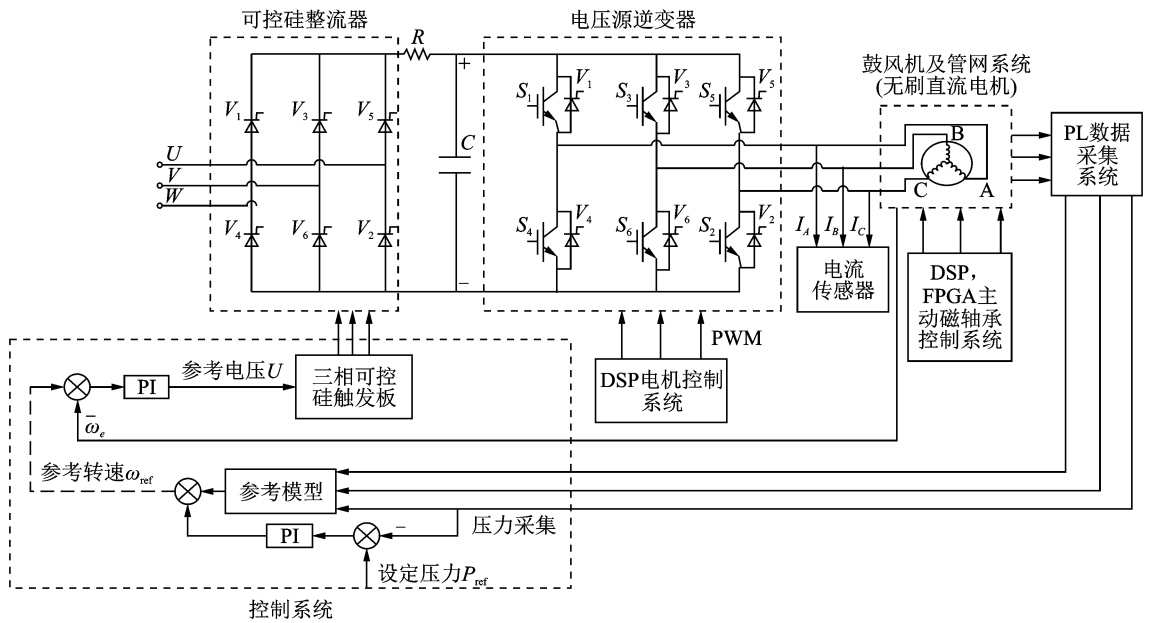 可控硅整流器
电压源逆变器
鼓风机及管网系统
(无刷直流电机)
R
+
C
−
U
V
W
V1
V3
V5
V4
V6
V2
S1
V1
S3
V3
S5
V5
S4
V4
S6
V6
S2
V2
B
C
A
PL数据
采集
系统
IA
IB
IC
电流
传感器
DSP,
FPGA主
动磁轴承
控制系统
PWM
DSP电机控制
系统
三相可控
硅触发板
参考电压U
PI
−
ωe
参考转速ωref
参考模型
PI
−
压力采集
设定压力Pref
控制系统